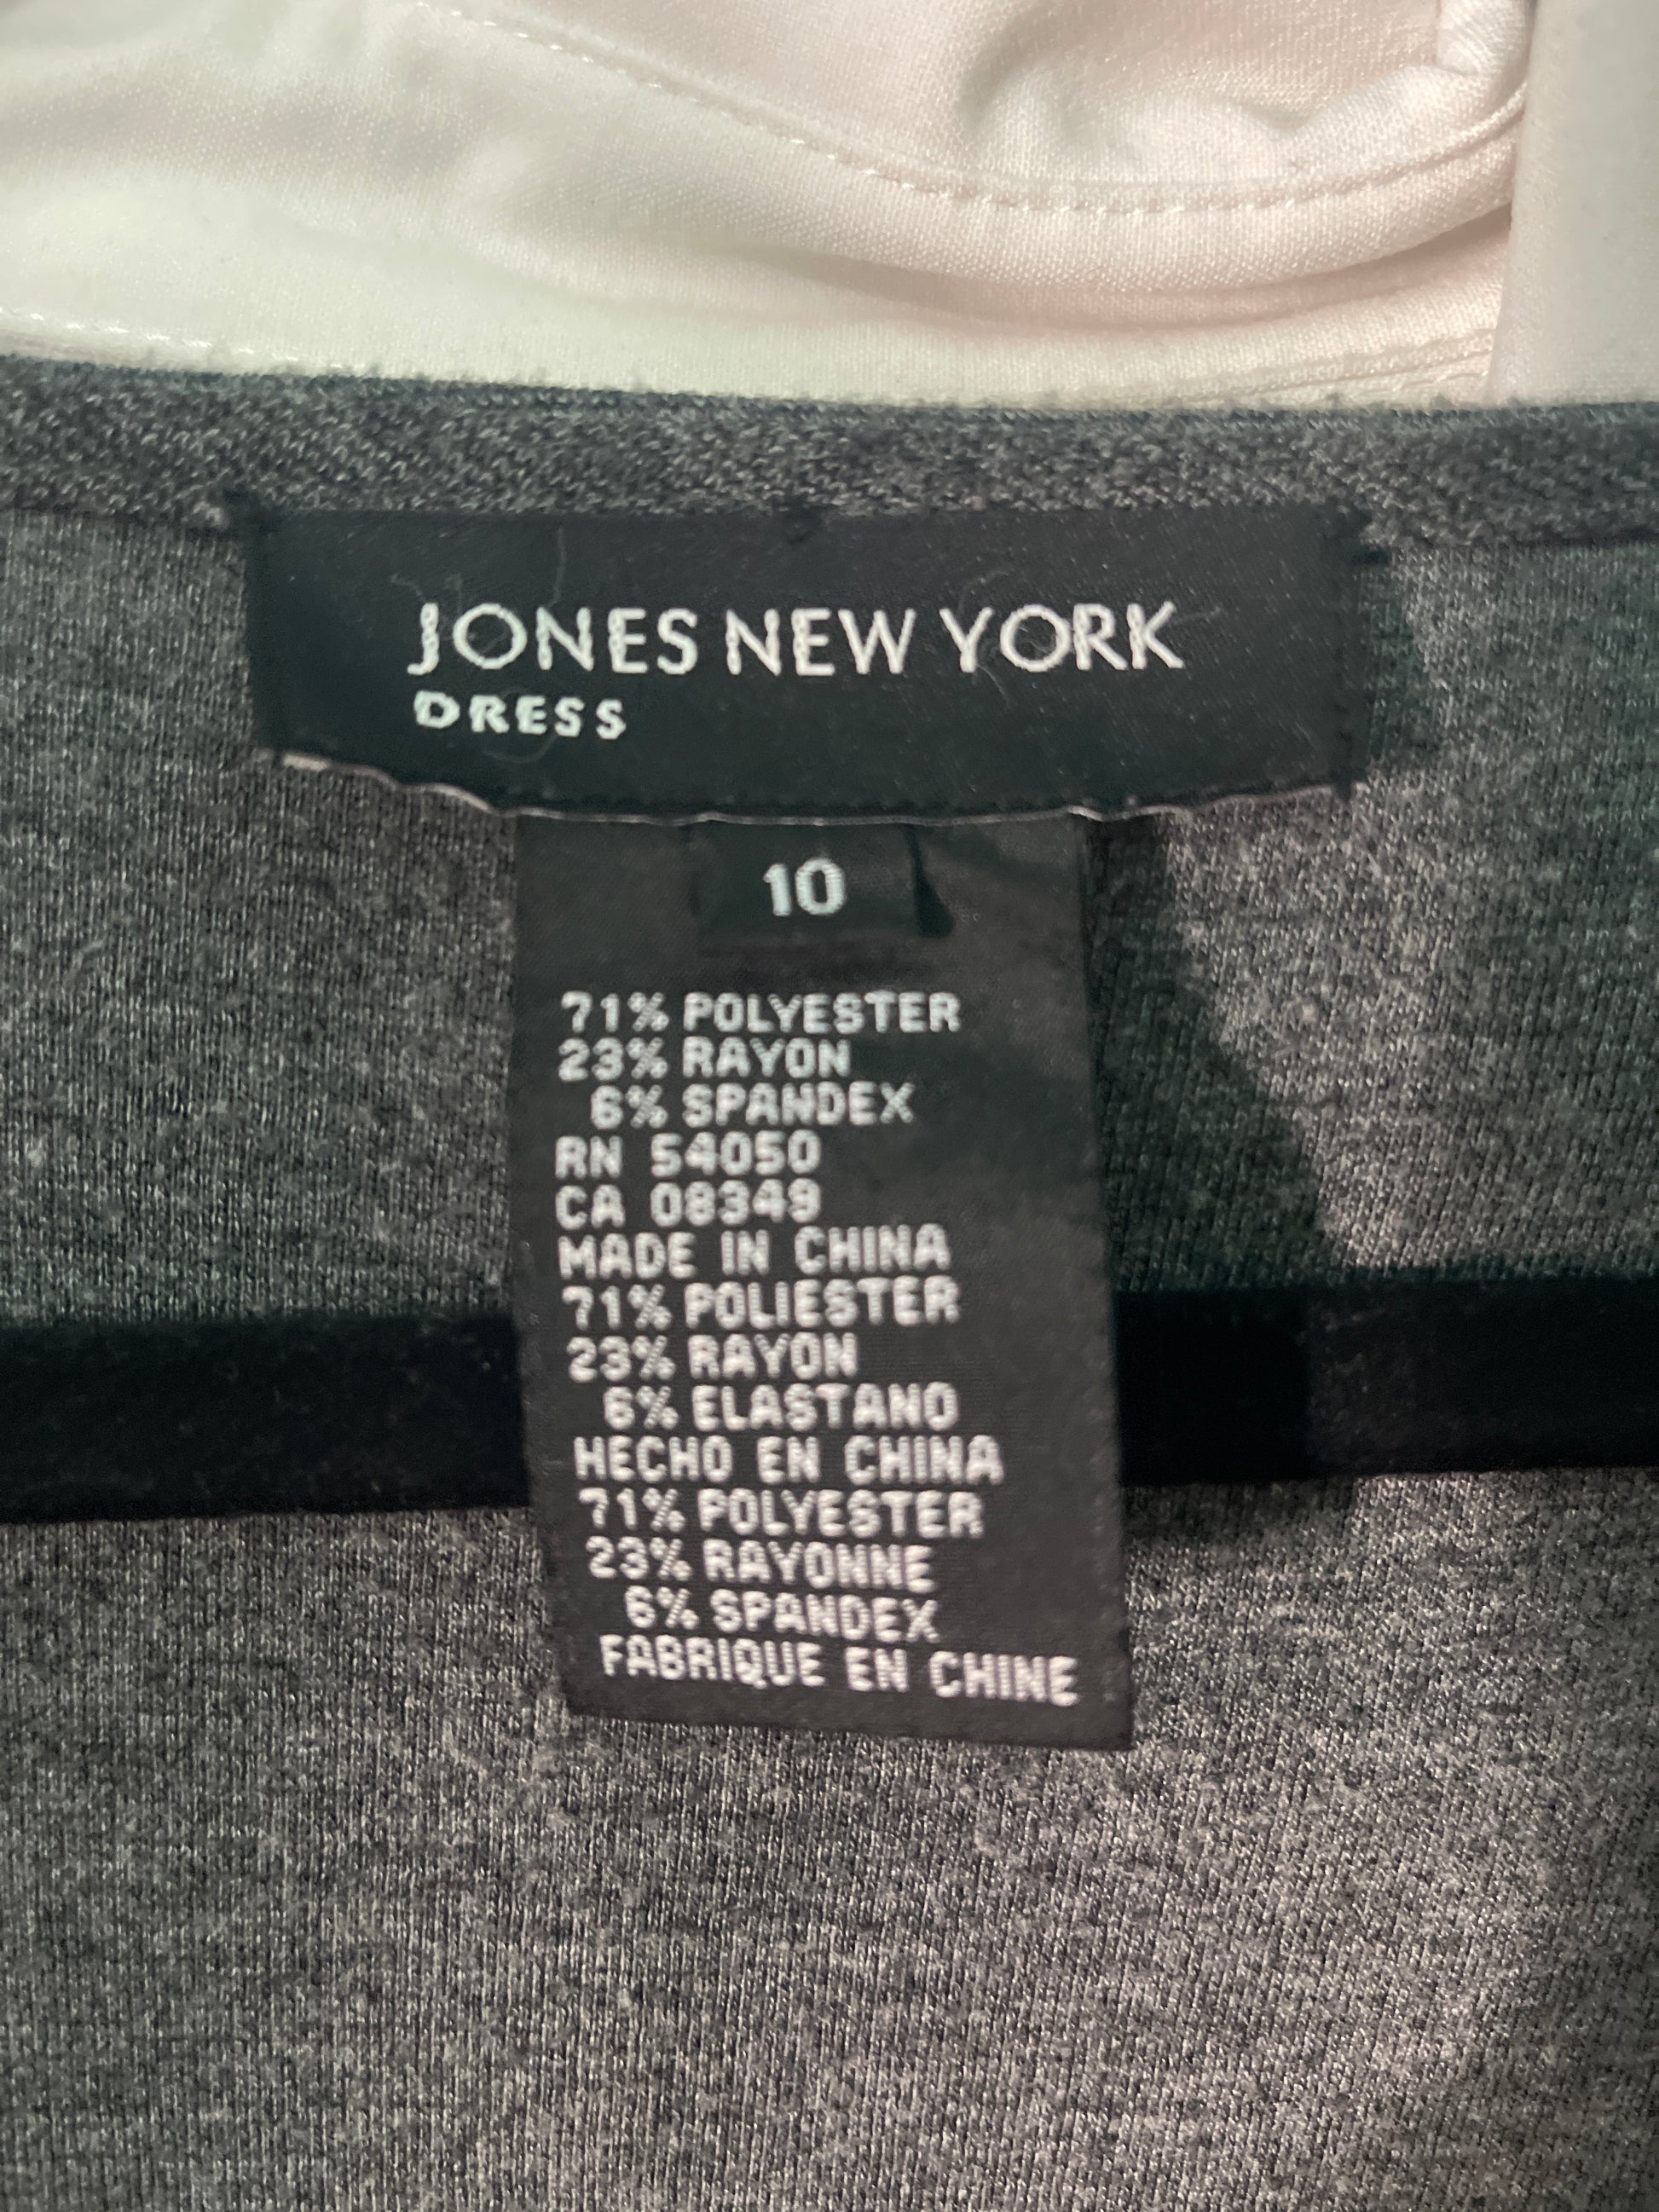 JONES NEW YORK
DRESS
10
71% POLYESTER
23% RAYON
6% SPANDEX
RN 54050
CA 08349
MADE IN CHINA
71% POLIESTER
23% RAYON
6% ELASTANO
HECHO EN CHINA
71% POLYESTER
23% RAYONNE
6% SPANDEX
FABRIQUE EN CHINE